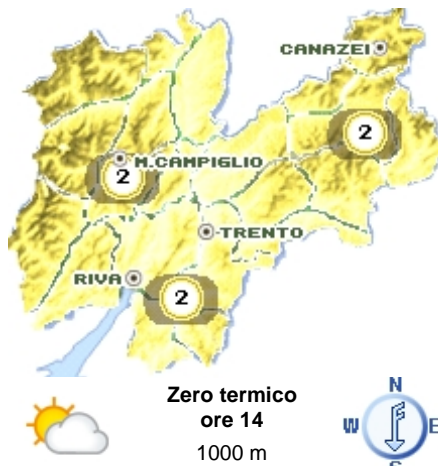 CANAZEI
2
M.CAMPIGLIO
2
TRENTO
RIVA
2
Zero termico
ore 14
1000 m
N
W E
S